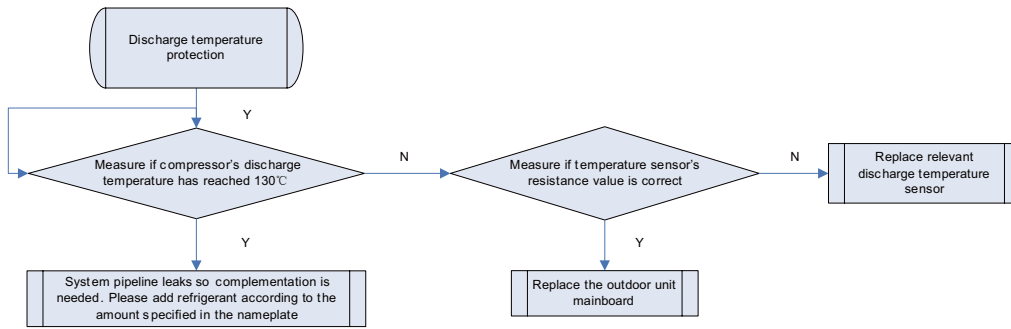 Discharge temperature
protection
Y
Measure if compressor's discharge
temperature has reached 130℃
N
Measure if temperature sensor's
resistance value is correct
N
Replace relevant
discharge temperature
sensor
Y
Y
System pipeline leaks so complementation is
needed. Please add refrigerant according to the
amount specified in the nameplate
Replace the outdoor unit
mainboard